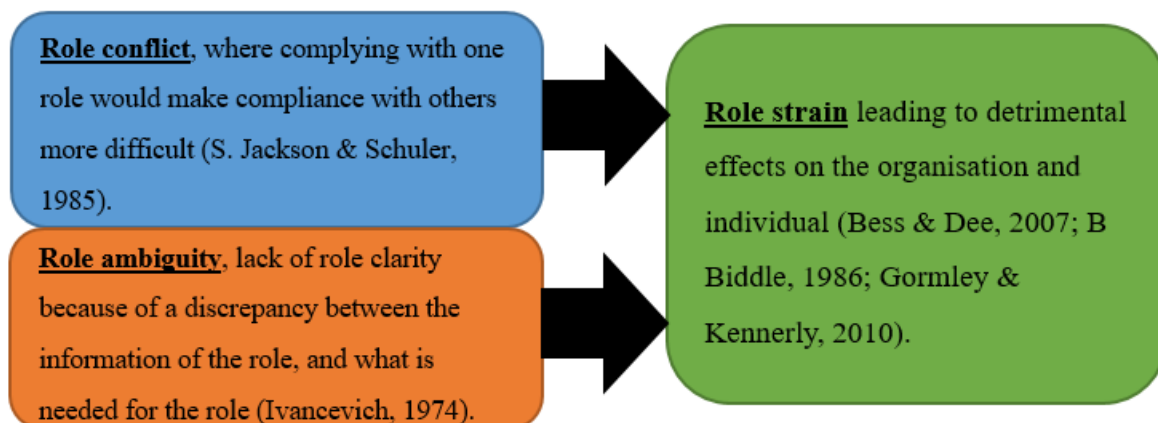 Role conflict, where complying with one
role would make compliance with others
more difficult (S. Jackson & Schuler,
1985).
Role ambiguity, lack of role clarity
because of a discrepancy between the
information of the role, and what is
needed for the role (Ivancevich, 1974).
Role strain leading to detrimental
effects on the organisation and
individual (Bess & Dee, 2007; B
Biddle, 1986; Gormley &
Kennerly, 2010).